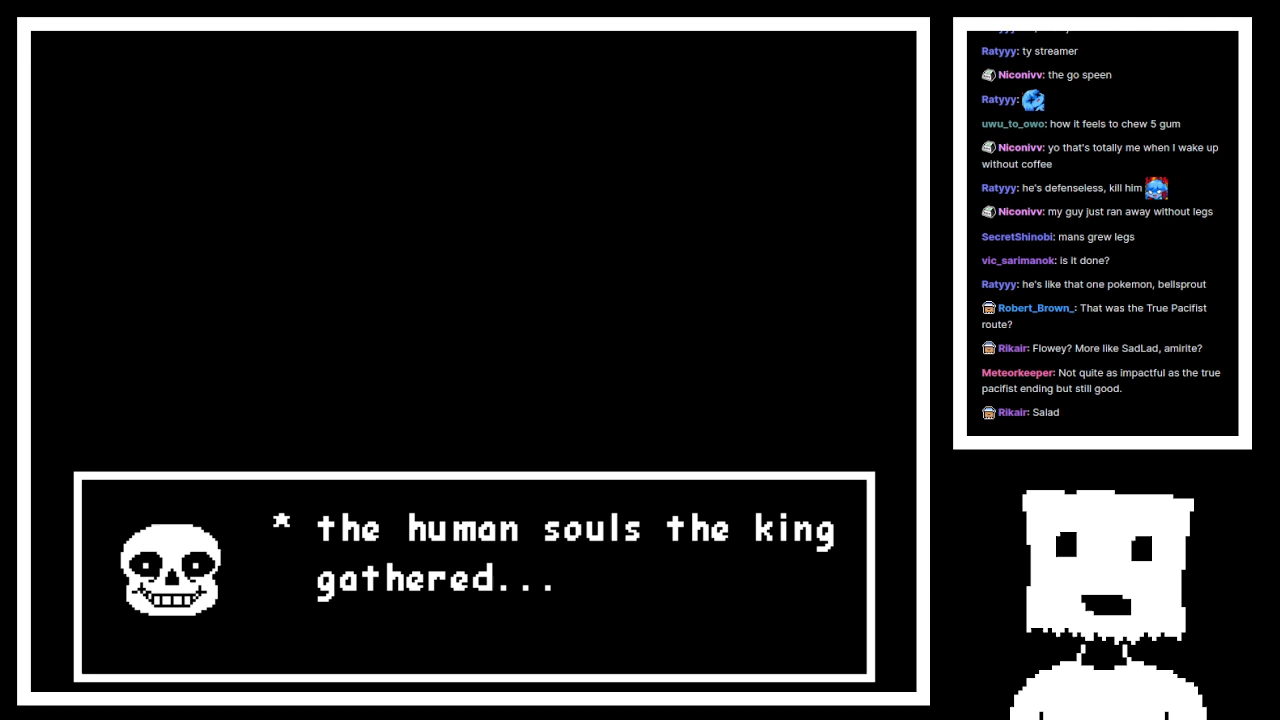 * the human souls the king
gathered...
Ratyyy: ty streamer
Niconivv: the go speen
Ratyyy:
uwu_to_owo: how it feels to chew 5 gum
Niconivv: yo that's totally me when I wake up
without coffee
Ratyyy: he's defenseless, kill him
Niconivv: my guy just ran away without legs
SecretShinobi: mans grew legs
vic_sarimanok: is it done?
Ratyyy: he's like that one pokemon, bellsprout
Robert_Brown_: That was the True Pacifist
route?
Rikair: Flowey? More like SadLad, amirite?
Meteorkeeper: Not quite as impactful as the true
pacifist ending but still good.
Rikair: Salad